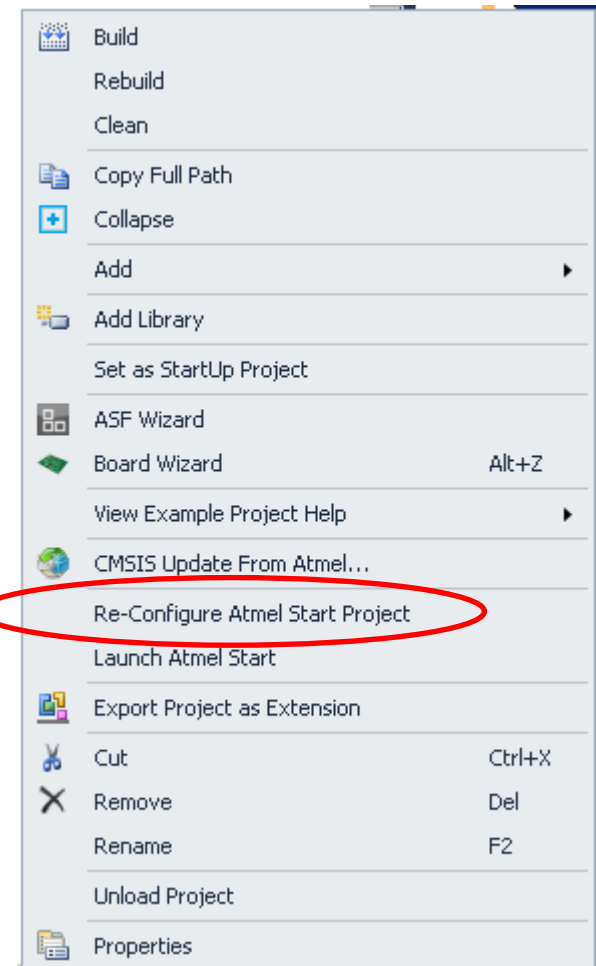 Build
Rebuild
Clean
Copy Full Path
Collapse
Add
Add Library
Set as StartUp Project
ASF Wizard
Board Wizard Alt+Z
View Example Project Help
CMSIS Update From Atmel...
Re-Configure Atmel Start Project
Launch Atmel Start
Export Project as Extension
Cut Ctrl+X
Remove Del
Rename F2
Unload Project
Properties